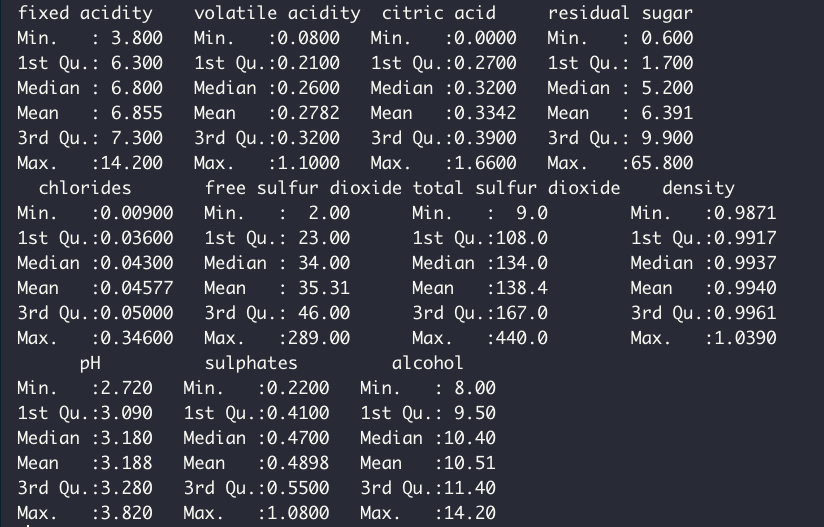 fixed acidity    volatile acidity  citric acid     residual sugar
Min.   : 3.800   Min.   :0.0800   Min.   :0.0000   Min.   : 0.600
1st Qu.: 6.300   1st Qu.:0.2100   1st Qu.:0.2700   1st Qu.: 1.700
Median : 6.800   Median :0.2600   Median :0.3200   Median : 5.200
Mean   : 6.855   Mean   :0.2782   Mean   :0.3342   Mean   : 6.391
3rd Qu.: 7.300   3rd Qu.:0.3200   3rd Qu.:0.3900   3rd Qu.: 9.900
Max.   :14.200   Max.   :1.1000   Max.   :1.6600   Max.   :65.800
  chlorides       free sulfur dioxide total sulfur dioxide    density
Min.   :0.00900   Min.   :  2.00      Min.   :  9.0        Min.   :0.9871
1st Qu.:0.03600   1st Qu.: 23.00      1st Qu.:108.0        1st Qu.:0.9917
Median :0.04300   Median : 34.00      Median :134.0        Median :0.9937
Mean   :0.04577   Mean   : 35.31      Mean   :138.4        Mean   :0.9940
3rd Qu.:0.05000   3rd Qu.: 46.00      3rd Qu.:167.0        3rd Qu.:0.9961
Max.   :0.34600   Max.   :289.00      Max.   :440.0        Max.   :1.0390
      pH          sulphates         alcohol
Min.   :2.720   Min.   :0.2200   Min.   : 8.00
1st Qu.:3.090   1st Qu.:0.4100   1st Qu.: 9.50
Median :3.180   Median :0.4700   Median :10.40
Mean   :3.188   Mean   :0.4898   Mean   :10.51
3rd Qu.:3.280   3rd Qu.:0.5500   3rd Qu.:11.40
Max.   :3.820   Max.   :1.0800   Max.   :14.20